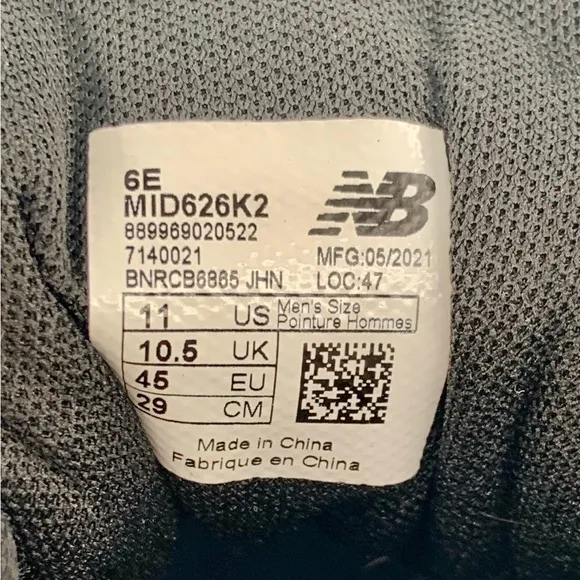 6E
MID626K2
889969020522
7140021 MFG:05/2021
BNRCB6865 JHN LOC:47
NB
11 US Men's Size
Pointure Hommes
10.5 UK
45 EU
29 CM
Made in China
Fabrique en China